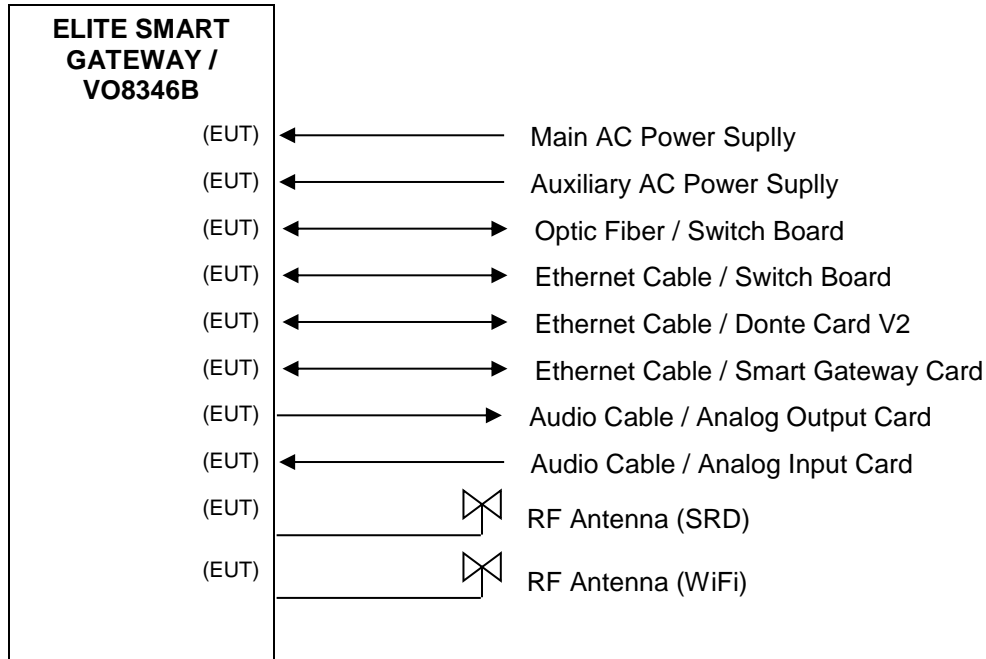 ELITE SMART
GATEWAY /
VO8346B
(EUT) Main AC Power Suplly
(EUT) Auxiliary AC Power Suplly
(EUT) Optic Fiber / Switch Board
(EUT) Ethernet Cable / Switch Board
(EUT) Ethernet Cable / Donte Card V2
(EUT) Ethernet Cable / Smart Gateway Card
(EUT) Audio Cable / Analog Output Card
(EUT) Audio Cable / Analog Input Card
(EUT) RF Antenna (SRD)
(EUT) RF Antenna (WiFi)